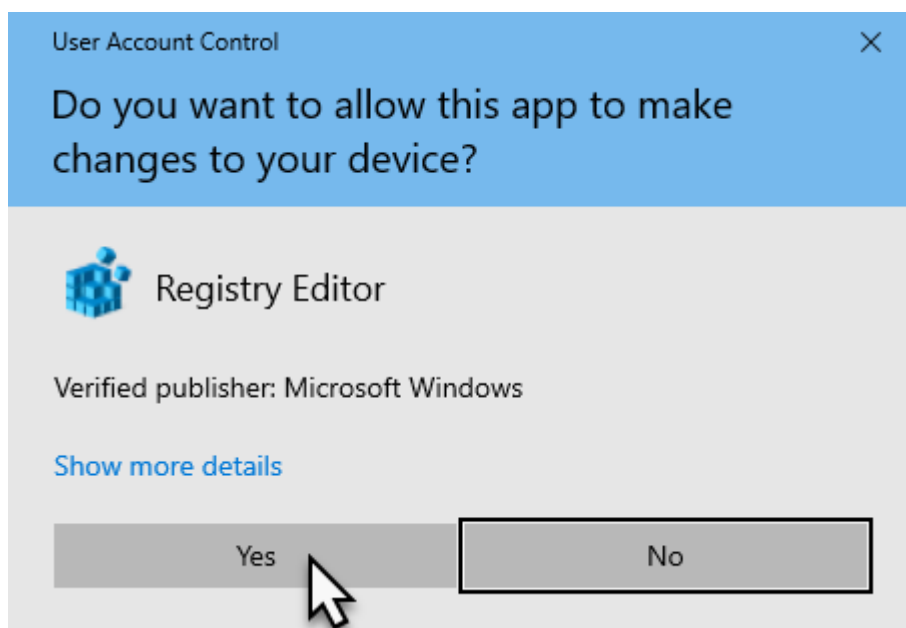 User Account Control
Do you want to allow this app to make
changes to your device?
Registry Editor
Verified publisher: Microsoft Windows
Show more details
Yes
No